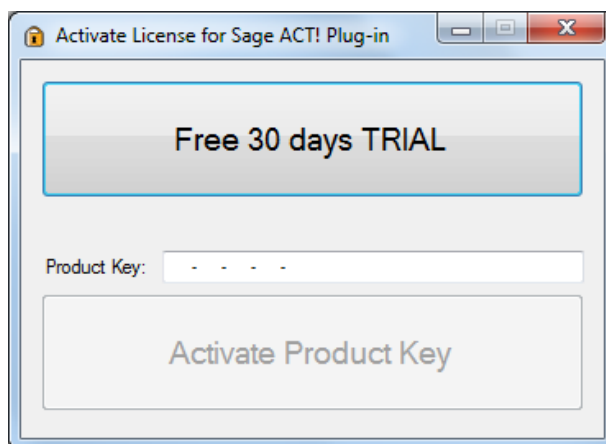 Activate License for Sage ACT! Plug-in
Free 30 days TRIAL
Product Key: - - - -
Activate Product Key